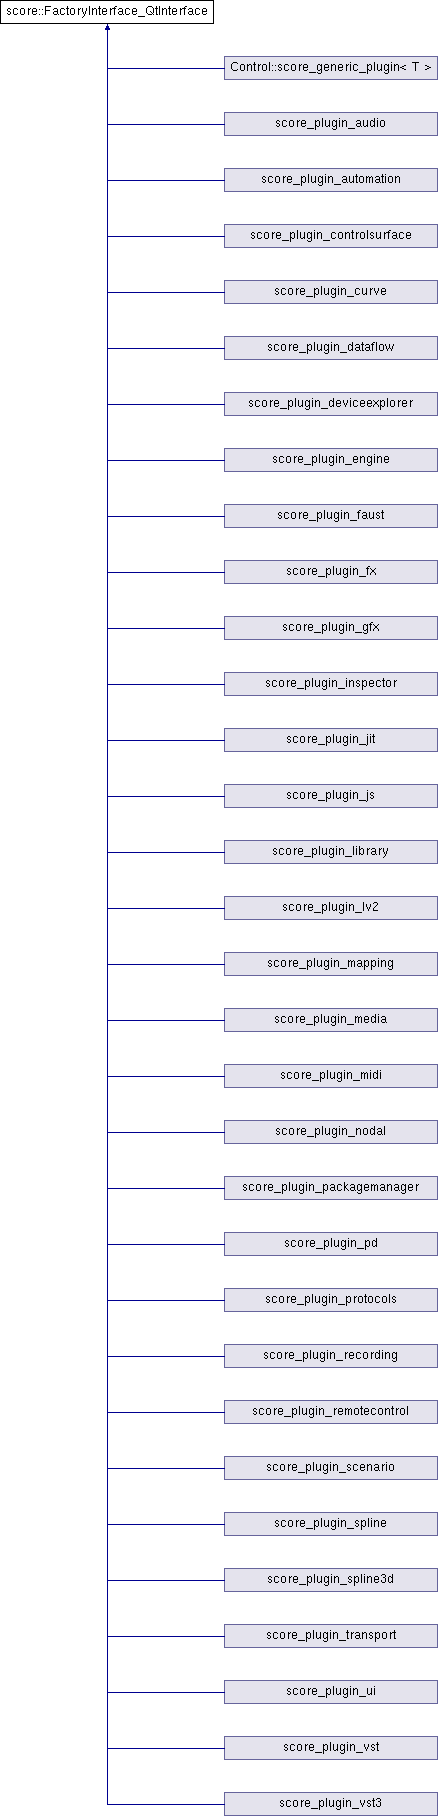 score::FactoryInterface_QtInterface
Control::score_generic_plugin< T >
score_plugin_audio
score_plugin_automation
score_plugin_controlsurface
score_plugin_curve
score_plugin_dataflow
score_plugin_deviceexplorer
score_plugin_engine
score_plugin_faust
score_plugin_fx
score_plugin_gfx
score_plugin_inspector
score_plugin_jit
score_plugin_js
score_plugin_library
score_plugin_lv2
score_plugin_mapping
score_plugin_media
score_plugin_midi
score_plugin_nodal
score_plugin_packagemanager
score_plugin_pd
score_plugin_protocols
score_plugin_recording
score_plugin_remotecontrol
score_plugin_scenario
score_plugin_spline
score_plugin_spline3d
score_plugin_transport
score_plugin_ui
score_plugin_vst
score_plugin_vst3